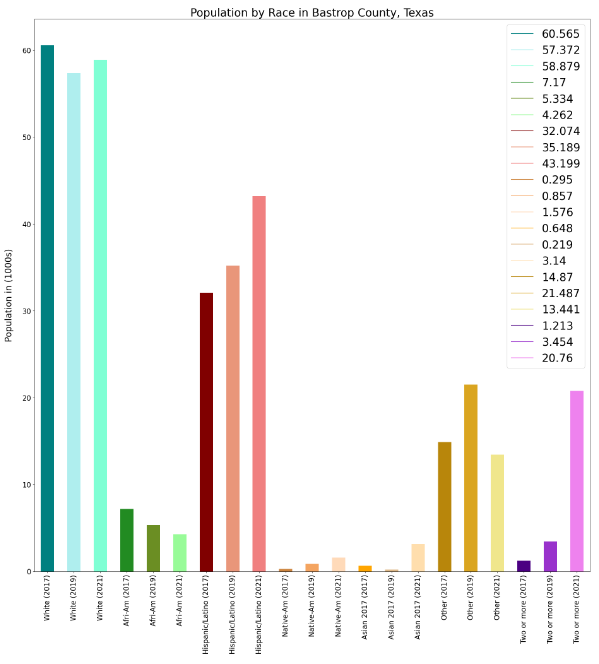 Population by Race in Bastrop County, Texas
Population in (1000s)
60
50
40
30
20
10
0
60.565
57.372
58.879
7.17
5.334
4.262
32.074
35.189
43.199
0.295
0.857
1.576
0.648
0.219
3.14
14.87
21.487
13.441
1.213
3.454
20.76
White (2017)
White (2019)
White (2021)
Afri-Am (2017)
Afri-Am (2019)
Afri-Am (2021)
Hispanic/Letino (2017)
Hispanic/Letino (2019)
Hispanic/Letino (2021)
Native-Am (2017)
Native-Am (2019)
Native-Am (2021)
Asian 2017 (2017)
Asian 2017 (2019)
Asian 2017 (2021)
Other (2017)
Other (2019)
Other (2021)
Two or more (2017)
Two or more (2019)
Two or more (2021)